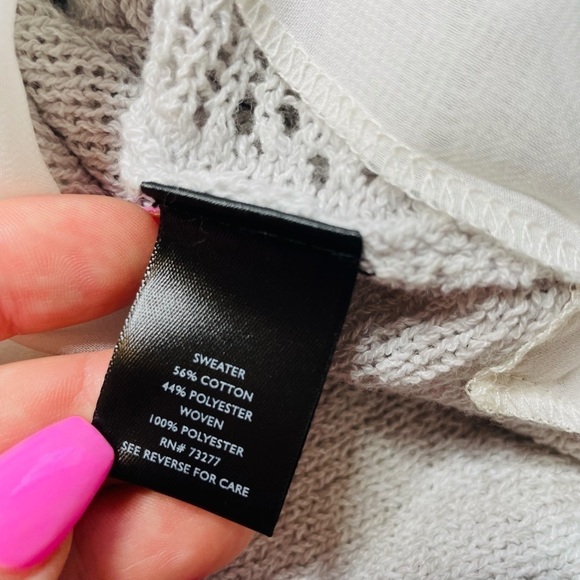 SWEATER
56% COTTON
44% POLYESTER
WOVEN
100% POLYESTER
RN# 73277
SEE REVERSE FOR CARE